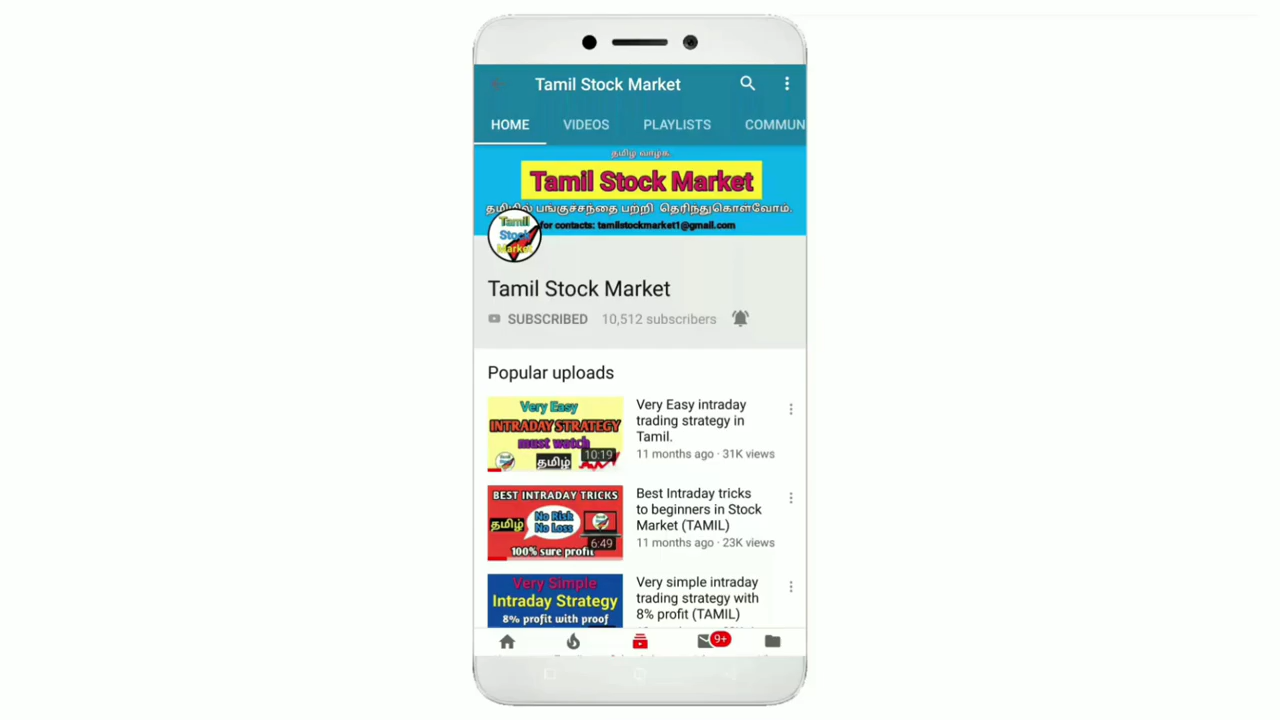 Tamil Stock Market
HOME VIDEOS PLAYLISTS COMMUN
தமிழ் வாழ்க
Tamil Stock Market
தமிழில் பங்குச்சந்தை பற்றி தெரிந்துகொள்வோம்.
for contacts: tamilstockmarket1@gmail.com
Tamil
Stock
Market
Tamil Stock Market
SUBSCRIBED 10,512 subscribers
Popular uploads
Very Easy
INTRADAY STRATEGY
must watch
தமிழ்
10:19
Very Easy intraday
trading strategy in
Tamil.
11 months ago · 31K views
BEST INTRADAY TRICKS
தமிழ்
No Risk
No Loss
6:49
100% sure profit
Best Intraday tricks
to beginners in Stock
Market (TAMIL)
11 months ago · 23K views
Very Simple
Intraday Strategy
8% profit with proof
Very simple intraday
trading strategy with
8% profit (TAMIL)
9+